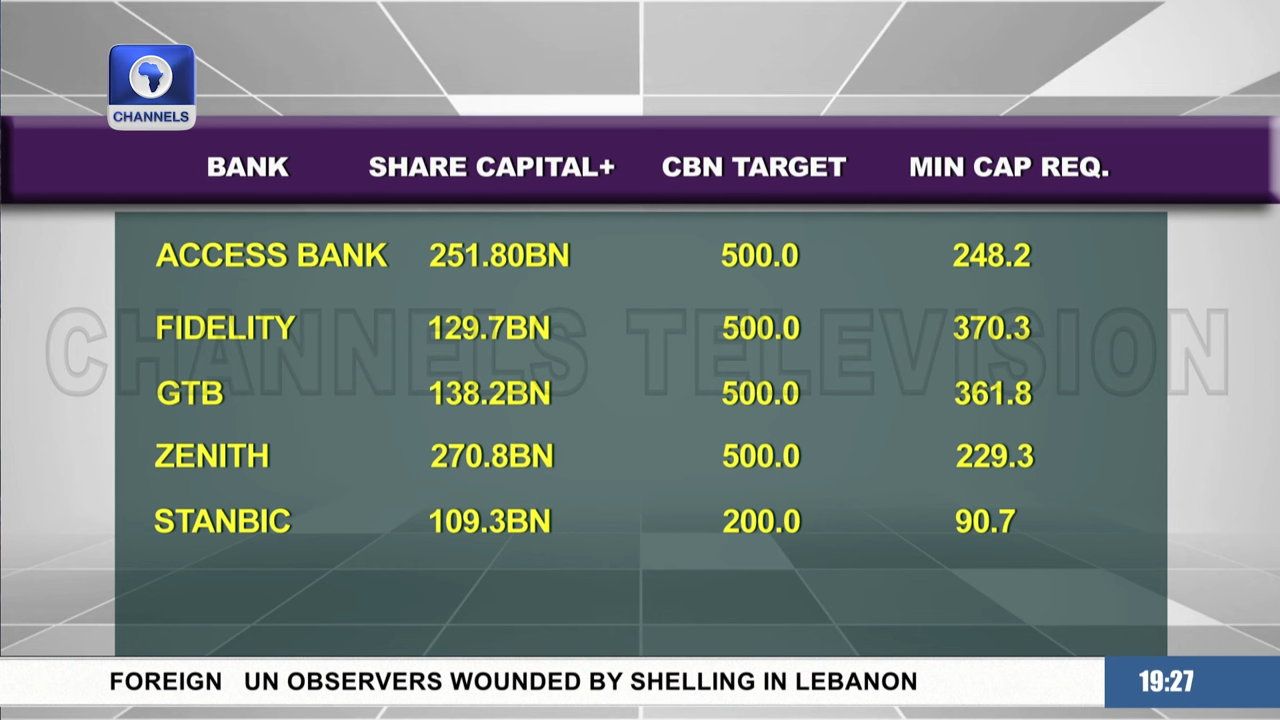 CHANNELS
BANK SHARE CAPITAL+ CBN TARGET MIN CAP REQ.
ACCESS BANK 251.80BN 500.0 248.2
FIDELITY 129.7BN 500.0 370.3
CHANNELS TELEVISION
GTB 138.2BN 500.0 361.8
ZENITH 270.8BN 500.0 229.3
STANBIC 109.3BN 200.0 90.7
FOREIGN UN OBSERVERS WOUNDED BY SHELLING IN LEBANON 19:27